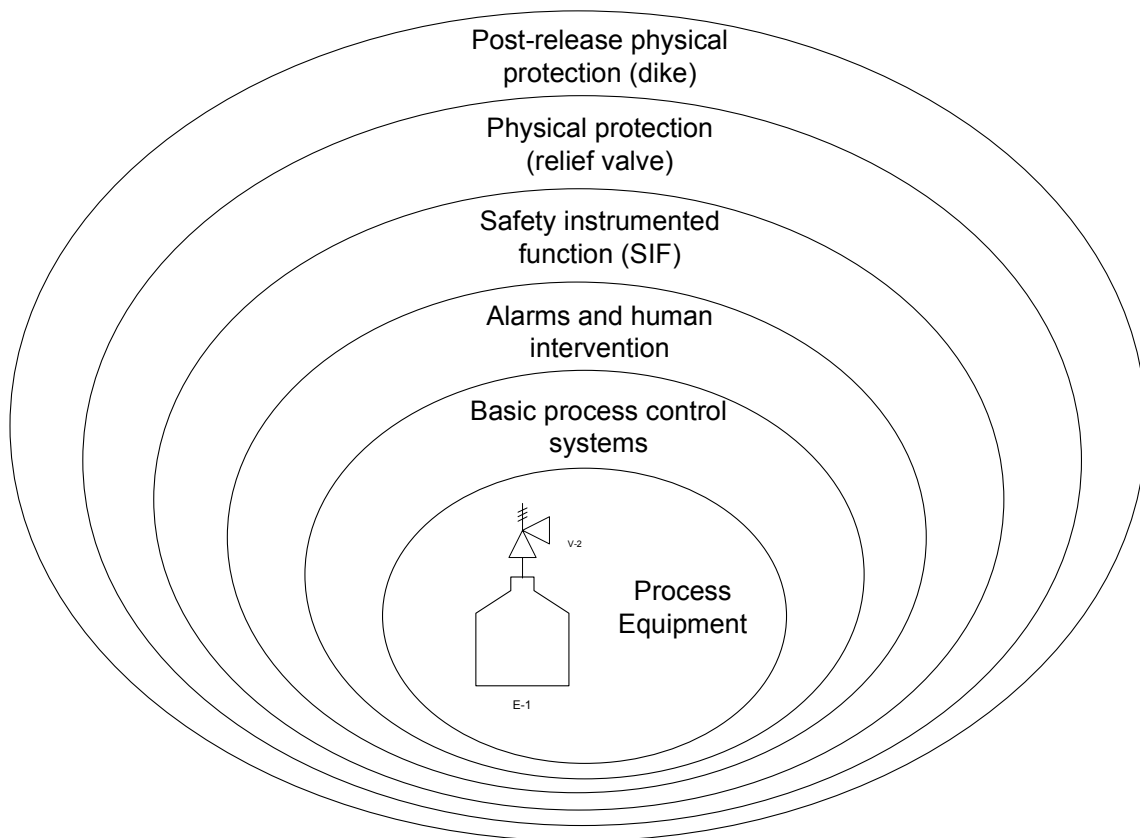 Post-release physical
protection (dike)
Physical protection
(relief valve)
Safety instrumented
function (SIF)
Alarms and human
intervention
Basic process control
systems
V-2
Process
Equipment
E-1